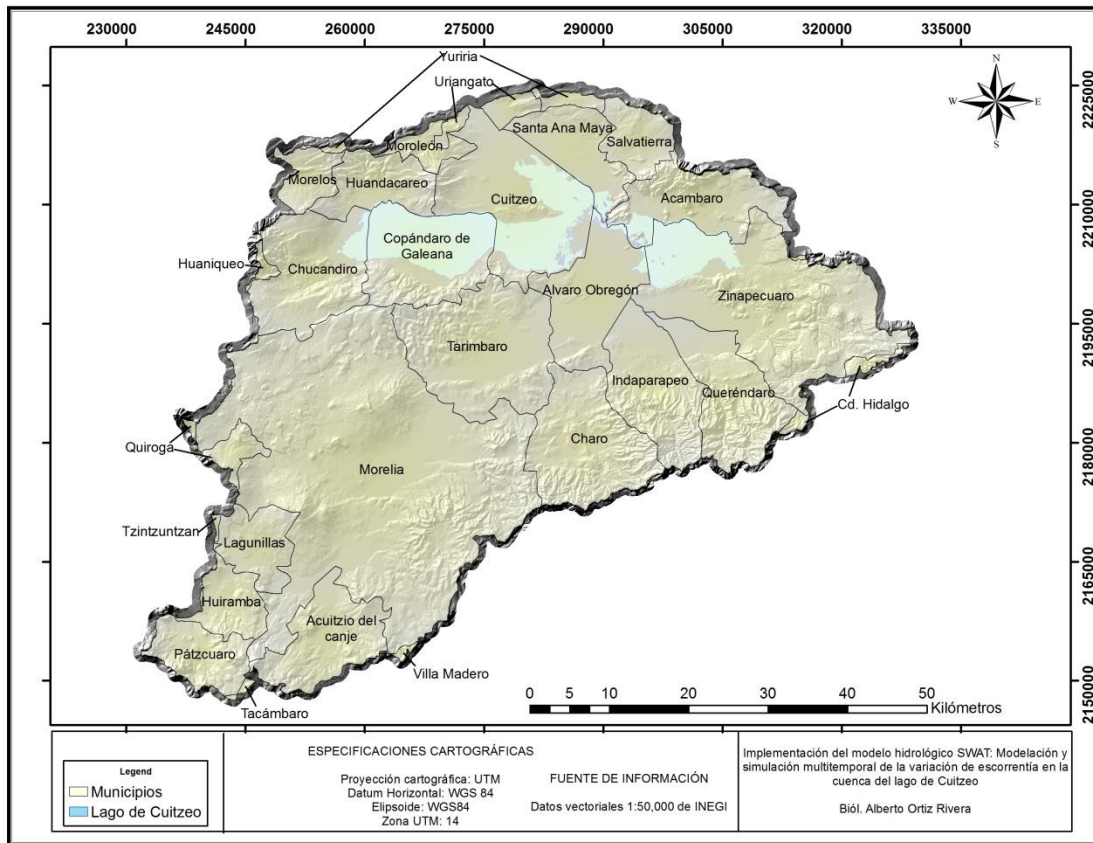 230000 245000 260000 275000 290000 305000 320000 335000
Yuriria
Uriangato
N
W E
S
2225000
Santa Ana Maya
Moroleón
Salvatierra
Morelos
Huandacareo
Cuitzeo
Acambaro
2210000
Copándaro de
Galeana
Huaniqueo
Chucandiro
Alvaro Obregón
Zinapecuaro
2195000
Tarimbaro
Indaparapeo
Queréndaro
Cd. Hidalgo
Charo
Quiroga
2180000
Morelia
Tzintzuntzan
Lagunillas
2165000
Huiramba
Acuitzio del
canje
Pátzcuaro
Villa Madero
2150000
Tacámbaro
0 5 10 20 30 40 50
Kilómetros
Legend
Municipios
Lago de Cuitzeo
ESPECIFICACIONES CARTOGRÁFICAS
Proyección cartográfica: UTM
Datum Horizontal: WGS 84
Elipsoide: WGS84
Zona UTM: 14
FUENTE DE INFORMACIÓN
Datos vectoriales 1:50,000 de INEGI
Implementación del modelo hidrológico SWAT: Modelación y
simulación multitemporal de la variación de escorrentía en la
cuenca del lago de Cuitzeo
Biól. Alberto Ortiz Rivera